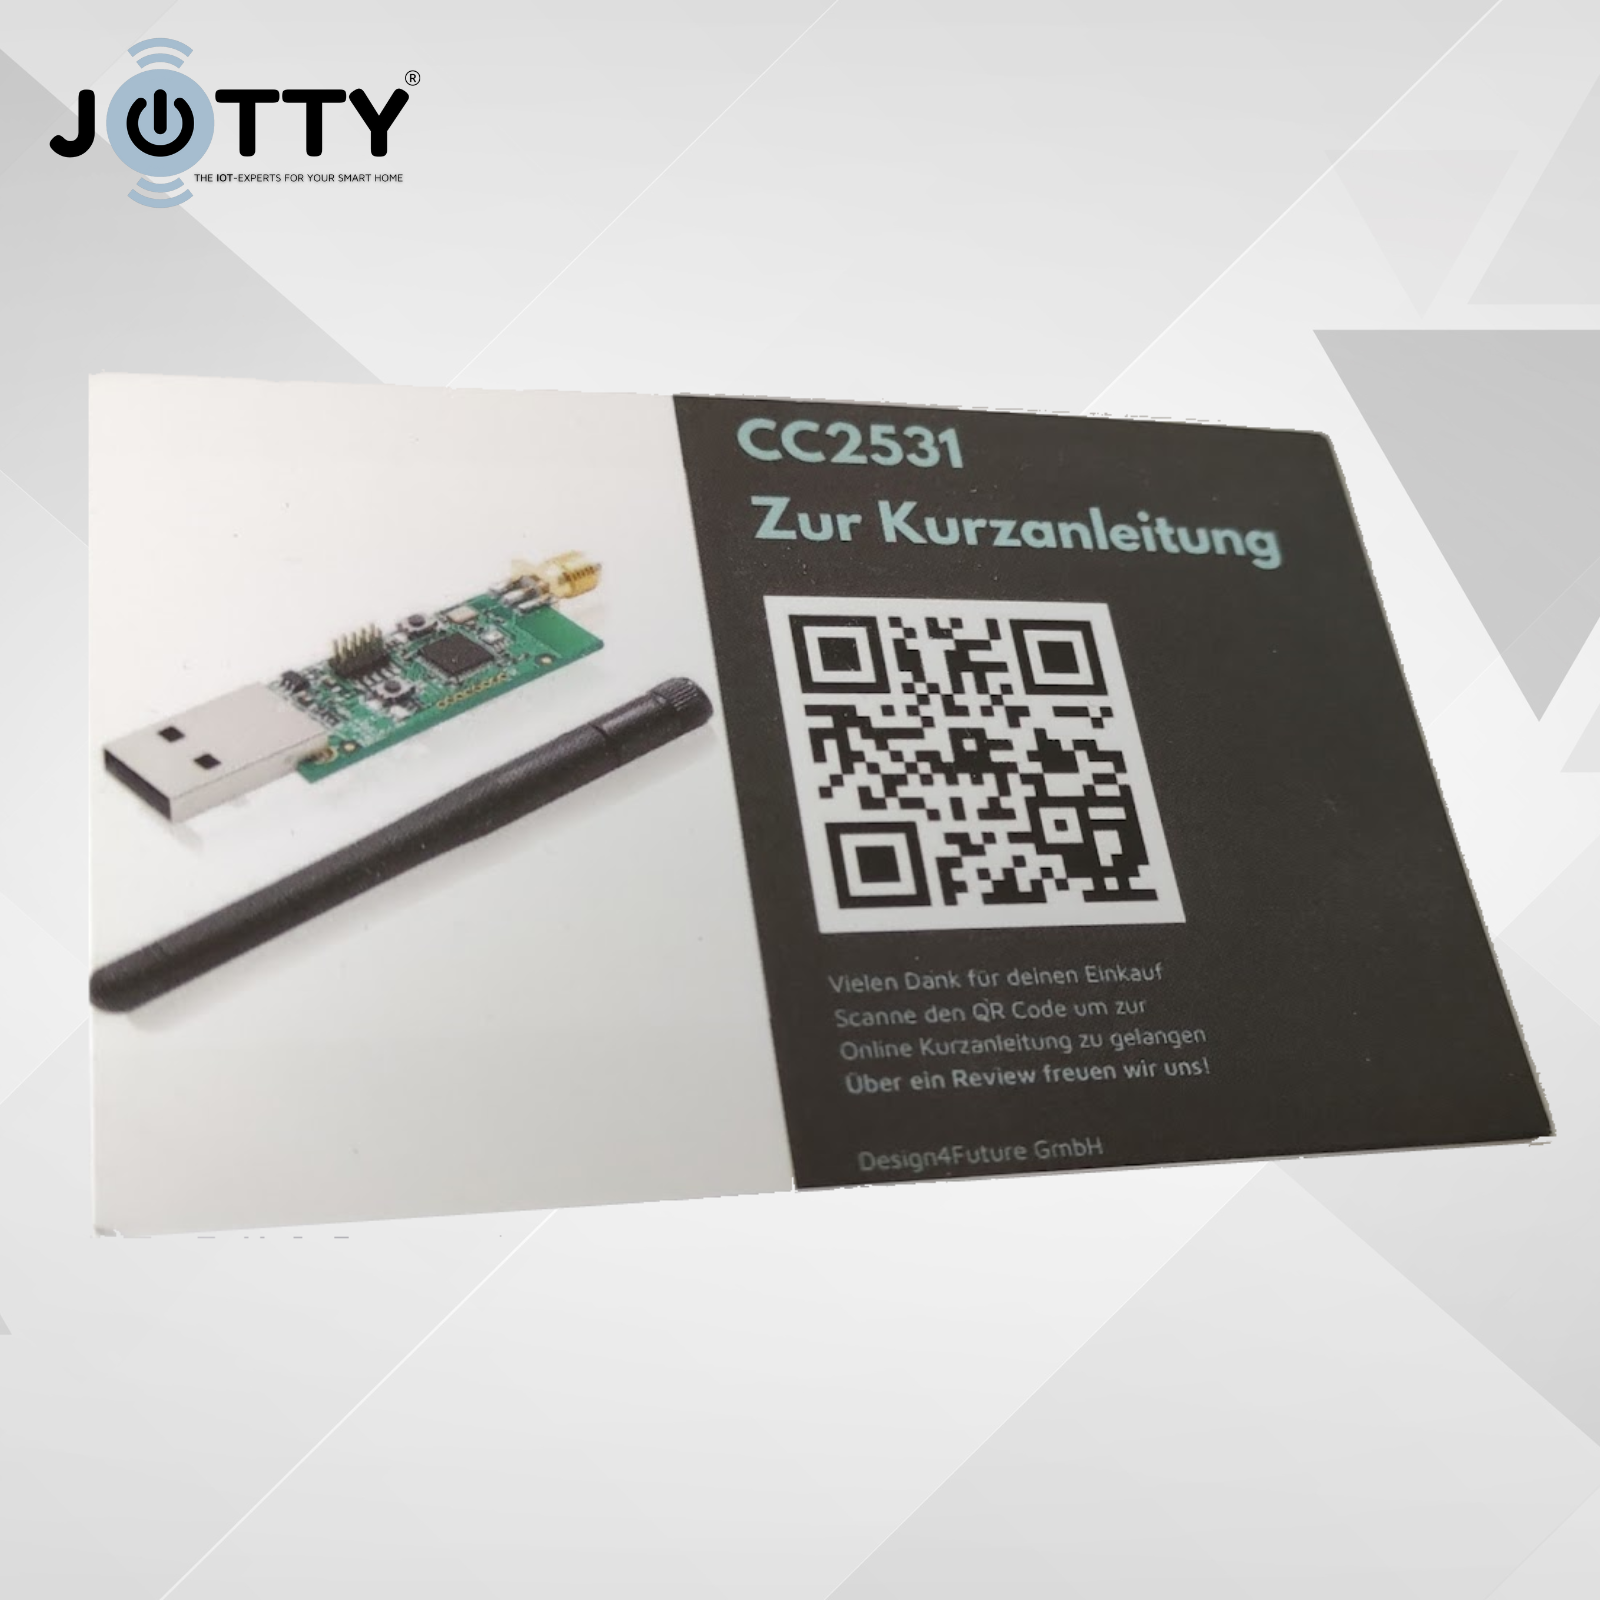 JOTTY®
THE IOT-EXPERTS FOR YOUR SMART HOME
CC2531
Zur Kurzanleitung
Vielen Dank für deinen Einkauf
Scanne den QR Code um zur
Online Kurzanleitung zu gelangen
Über ein Review freuen wir uns!
Design4Future GmbH